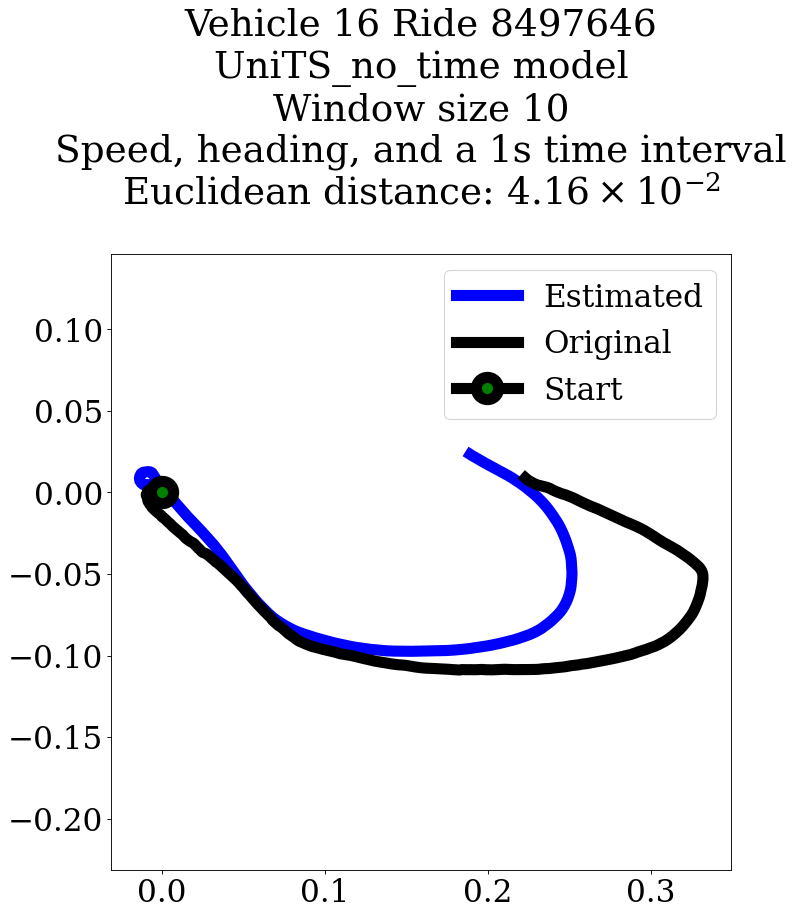 Vehicle 16 Ride 8497646
UniTS_no_time model
Window size 10
Speed, heading, and a 1s time interval
Euclidean distance: 4.16 × 10⁻²
Estimated
Original
Start
0.10
0.05
0.00
−0.05
−0.10
−0.15
−0.20
0.0 0.1 0.2 0.3